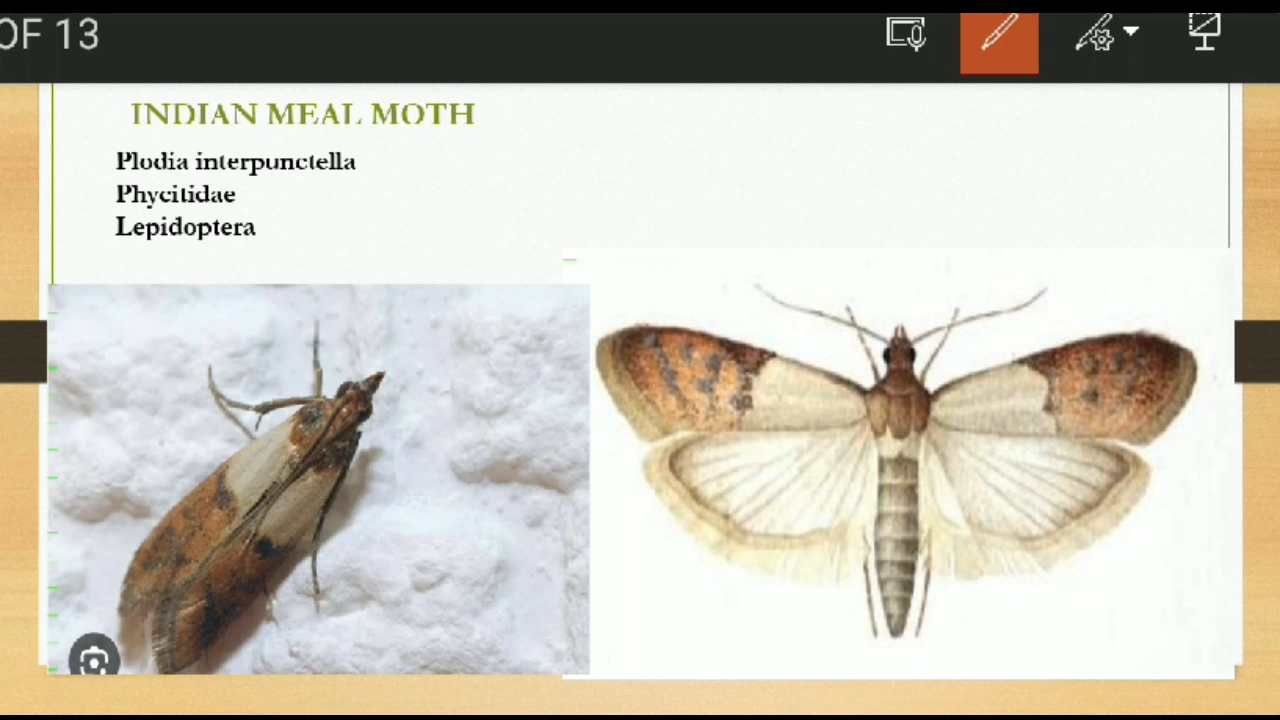 OF 13
INDIAN MEAL MOTH
Plodia interpunctella
Phycitidae
Lepidoptera